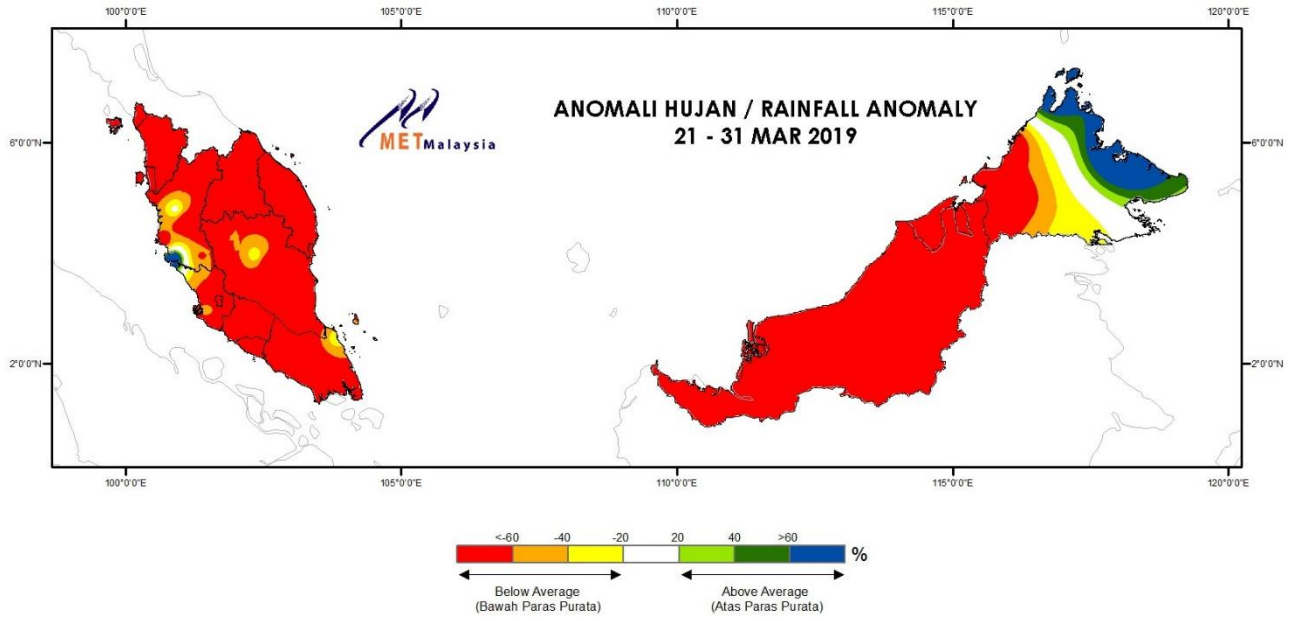 100°0'0"E 105°0'0"E 110°0'0"E 115°0'0"E 120°0'0"E
ANOMALI HUJAN / RAINFALL ANOMALY
21 - 31 MAR 2019
METMalaysia
6°0'0"N 6°0'0"N
2°0'0"N 2°0'0"N
100°0'0"E 105°0'0"E 110°0'0"E 115°0'0"E 120°0'0"E
<-60 -40 -20 20 40 >60
%
Below Average Above Average
(Bawah Paras Purata) (Atas Paras Purata)